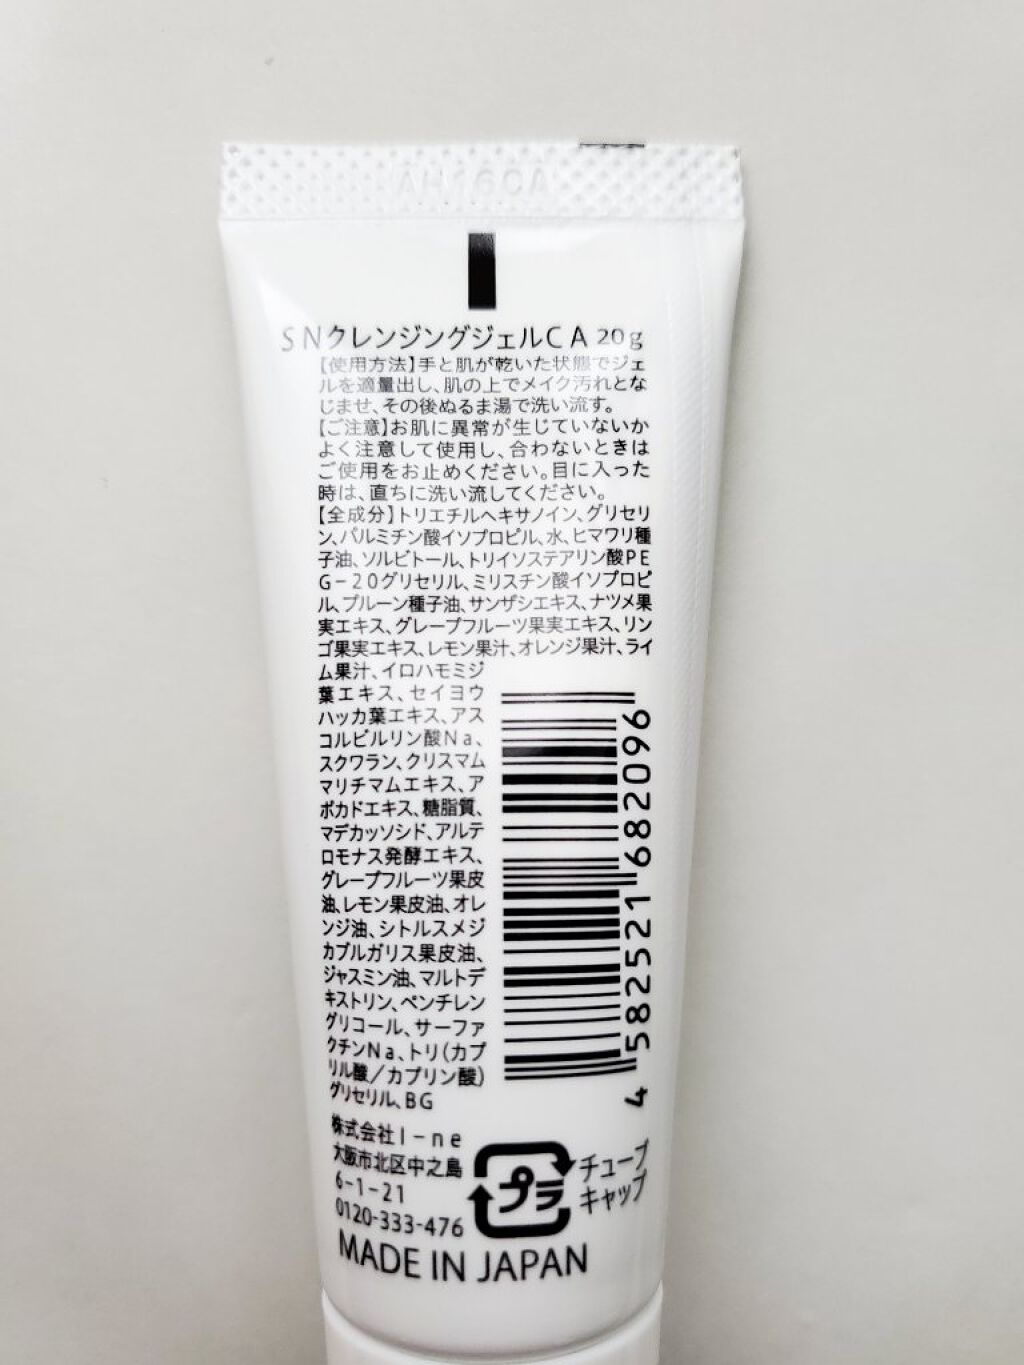 SNクレンジングジェルCA 20g
【使用方法】手と肌が乾いた状態でジェ
ルを適量出し、肌の上でメイク汚れとな
じませ、その後ぬるま湯で洗い流す。
【ご注意】お肌に異常が生じていないか
よく注意して使用し、合わないときは
ご使用をお止めください。目に入った
時は、直ちに洗い流してください。
【全成分】トリエチルヘキサノイン、グリセリ
ン、パルミチン酸イソプロピル、水、ヒマワリ種
子油、ソルビトール、トリイソステアリン酸PE
G-20グリセリル、ミリスチン酸イソプロピ
ル、プルーン種子油、サンザシエキス、ナツメ果
実エキス、グレープフルーツ果実エキス、リン
ゴ果実エキス、レモン果汁、オレンジ果汁、ライ
ム果汁、イロハモミジ
葉エキス、セイヨウ
ハッカ葉エキス、アス
コルビルリン酸Na、
スクワラン、クリスマム
マリチマムエキス、ア
ボカドエキス、糖脂質、
マデカッソシド、アルテ
ロモナス発酵エキス、
グレープフルーツ果皮
油、レモン果皮油、オレ
ンジ油、シトルスメジ
カブルガリス果皮油、
ジャスミン油、マルトデ
キストリン、ペンチレン
グリコール、サーファ
クチンNa、トリ(カプ
リル酸/カプリン酸)
グリセリル、BG
4 582521 682096
株式会社I-ne
大阪市北区中之島
6-1-21
0120-333-476
プラ
チューブ
キャップ
MADE IN JAPAN